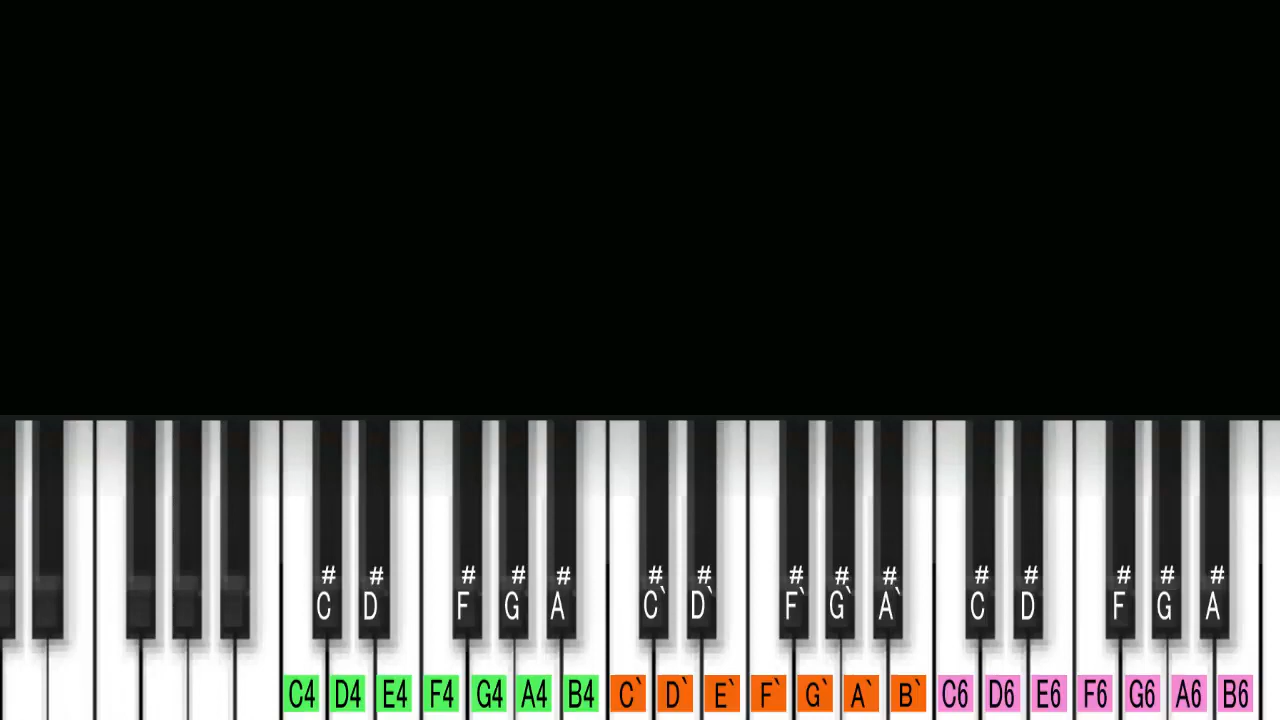 # # # # # # # # # # # # # # #
C D F G A C` D` F` G` A` C D F G A
C4 D4 E4 F4 G4 A4 B4 C` D` E` F` G` A` B` C6 D6 E6 F6 G6 A6 B6